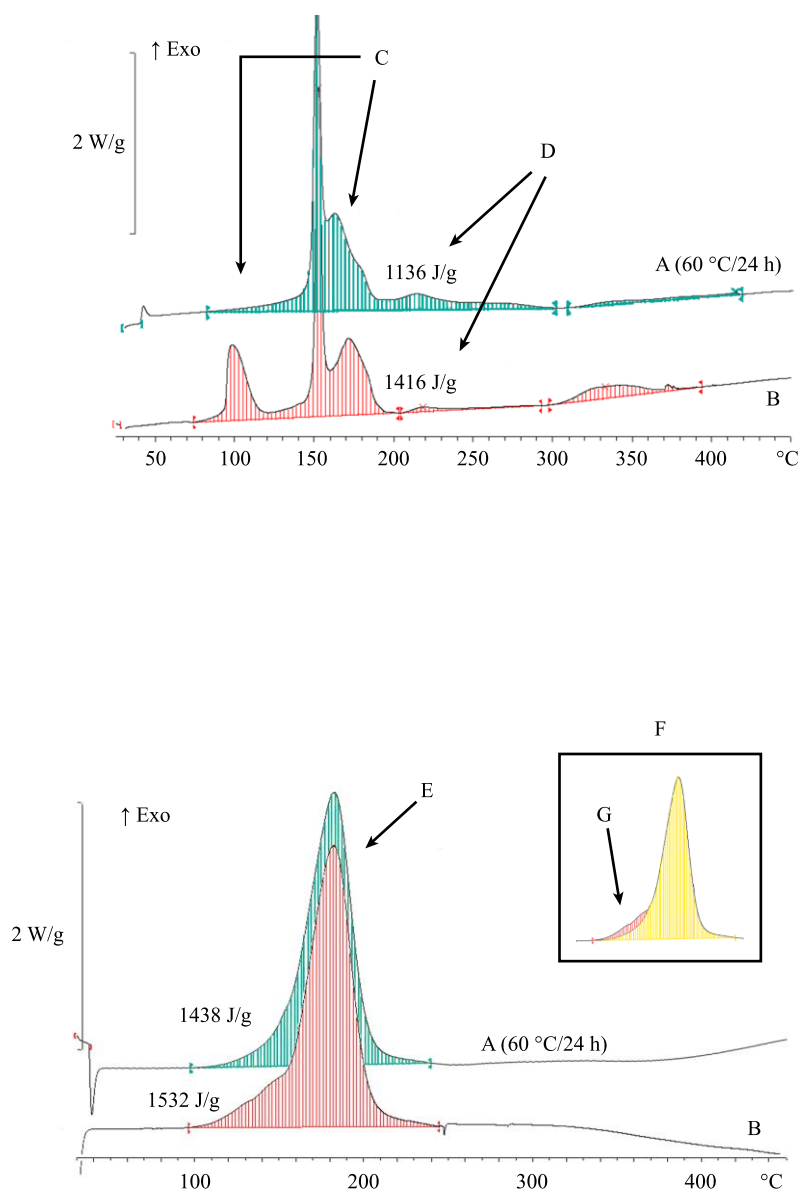 ↑ Exo
C
2 W/g
D
1136 J/g
A (60 °C/24 h)
1416 J/g
B
50 100 150 200 250 300 350 400 °C
F
↑ Exo
E
G
2 W/g
1438 J/g
A (60 °C/24 h)
1532 J/g
B
100 200 300 400 °C